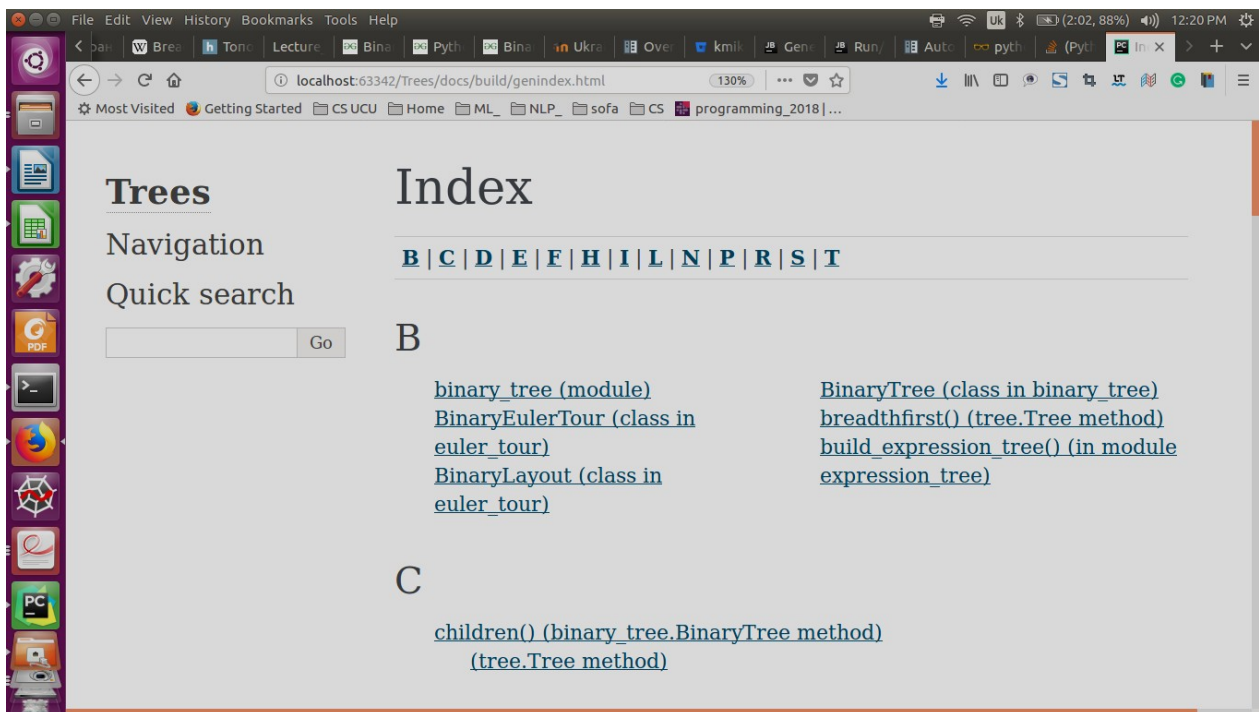 File Edit View History Bookmarks Tools Help
Uk (2:02, 88%) 12:20 PM
Brea Tono Lecture Bina Pyth Bina Ukra Over kmik Gene Run/ Auto pyth (Pyth In
localhost:63342/Trees/docs/build/genindex.html 130%
Most Visited Getting Started CS UCU Home ML_ NLP_ sofa CS programming_2018|...
Trees
Navigation
Quick search
Go
Index
B | C | D | E | F | H | I | L | N | P | R | S | T
B
binary_tree (module)
BinaryEulerTour (class in
euler_tour)
BinaryLayout (class in
euler_tour)
BinaryTree (class in binary_tree)
breadthfirst() (tree.Tree method)
build_expression_tree() (in module
expression_tree)
C
children() (binary_tree.BinaryTree method)
(tree.Tree method)